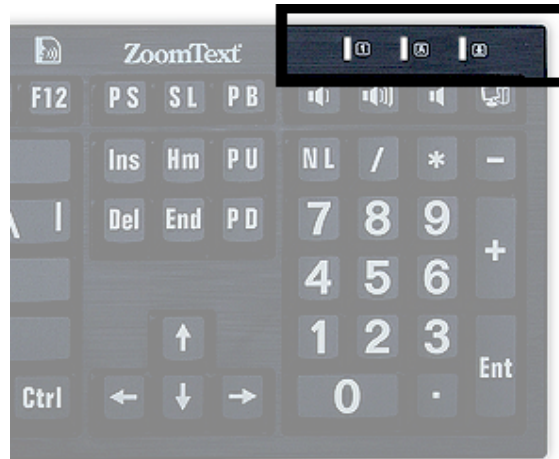 ZoomText
1 A
F12 PS SL PB
Ins Hm PU NL / * -
Del End PD 7 8 9 +
4 5 6
1 2 3 Ent
Ctrl 0 .